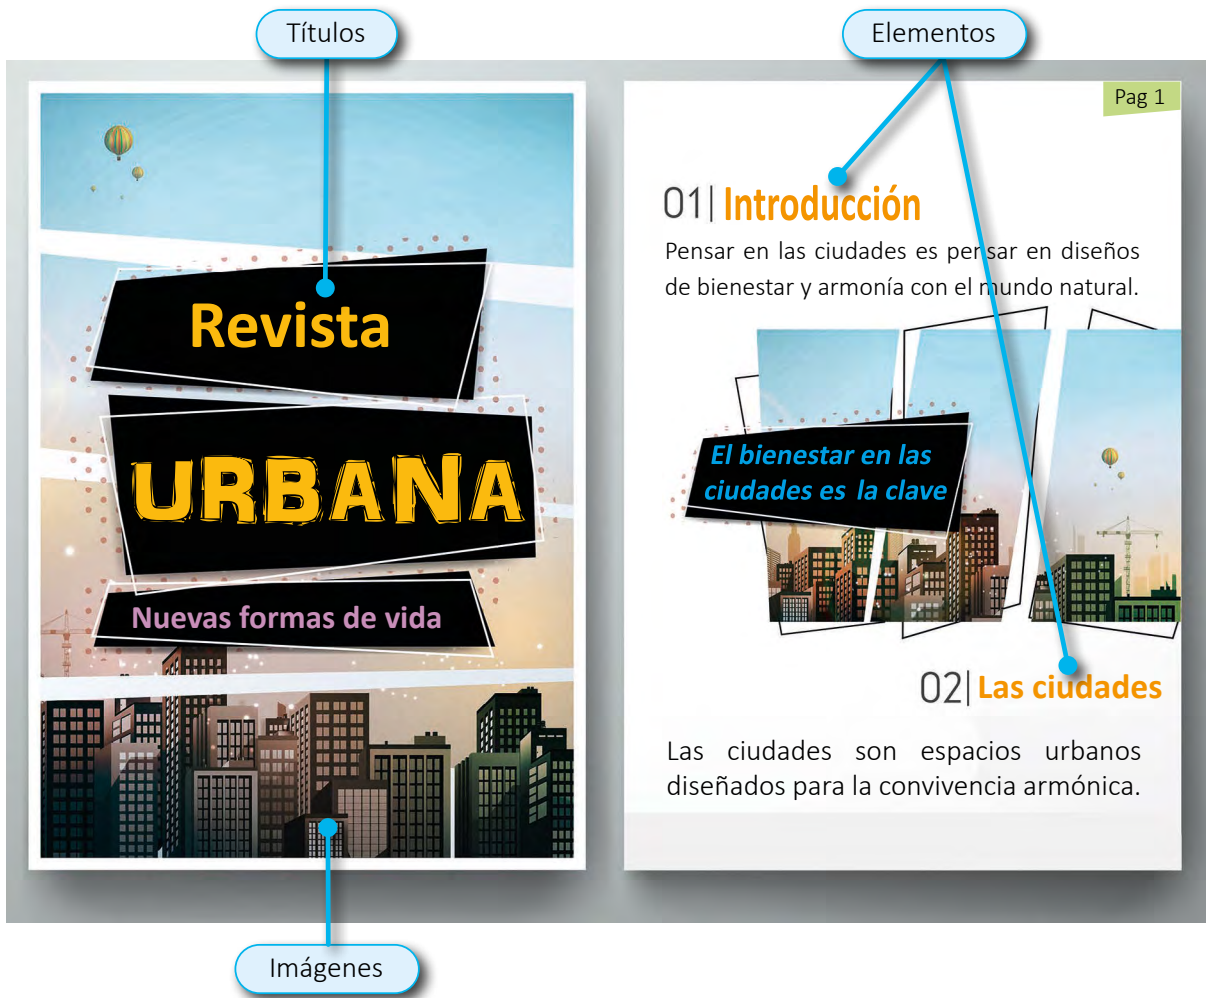 Títulos
Elementos
Revista
URBANA
Nuevas formas de vida
Imágenes
Pag 1
01| Introducción
Pensar en las ciudades es pensar en diseños
de bienestar y armonía con el mundo natural.
El bienestar en las
ciudades es la clave
02| Las ciudades
Las ciudades son espacios urbanos
diseñados para la convivencia armónica.